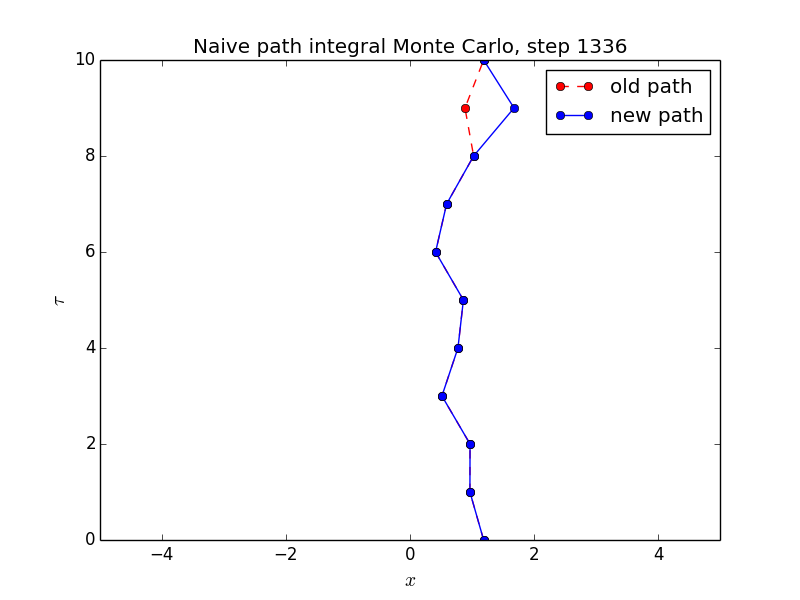 Naive path integral Monte Carlo, step 1336
old path
new path
10
8
6
4
2
0
τ
−4
−2
0
2
4
x